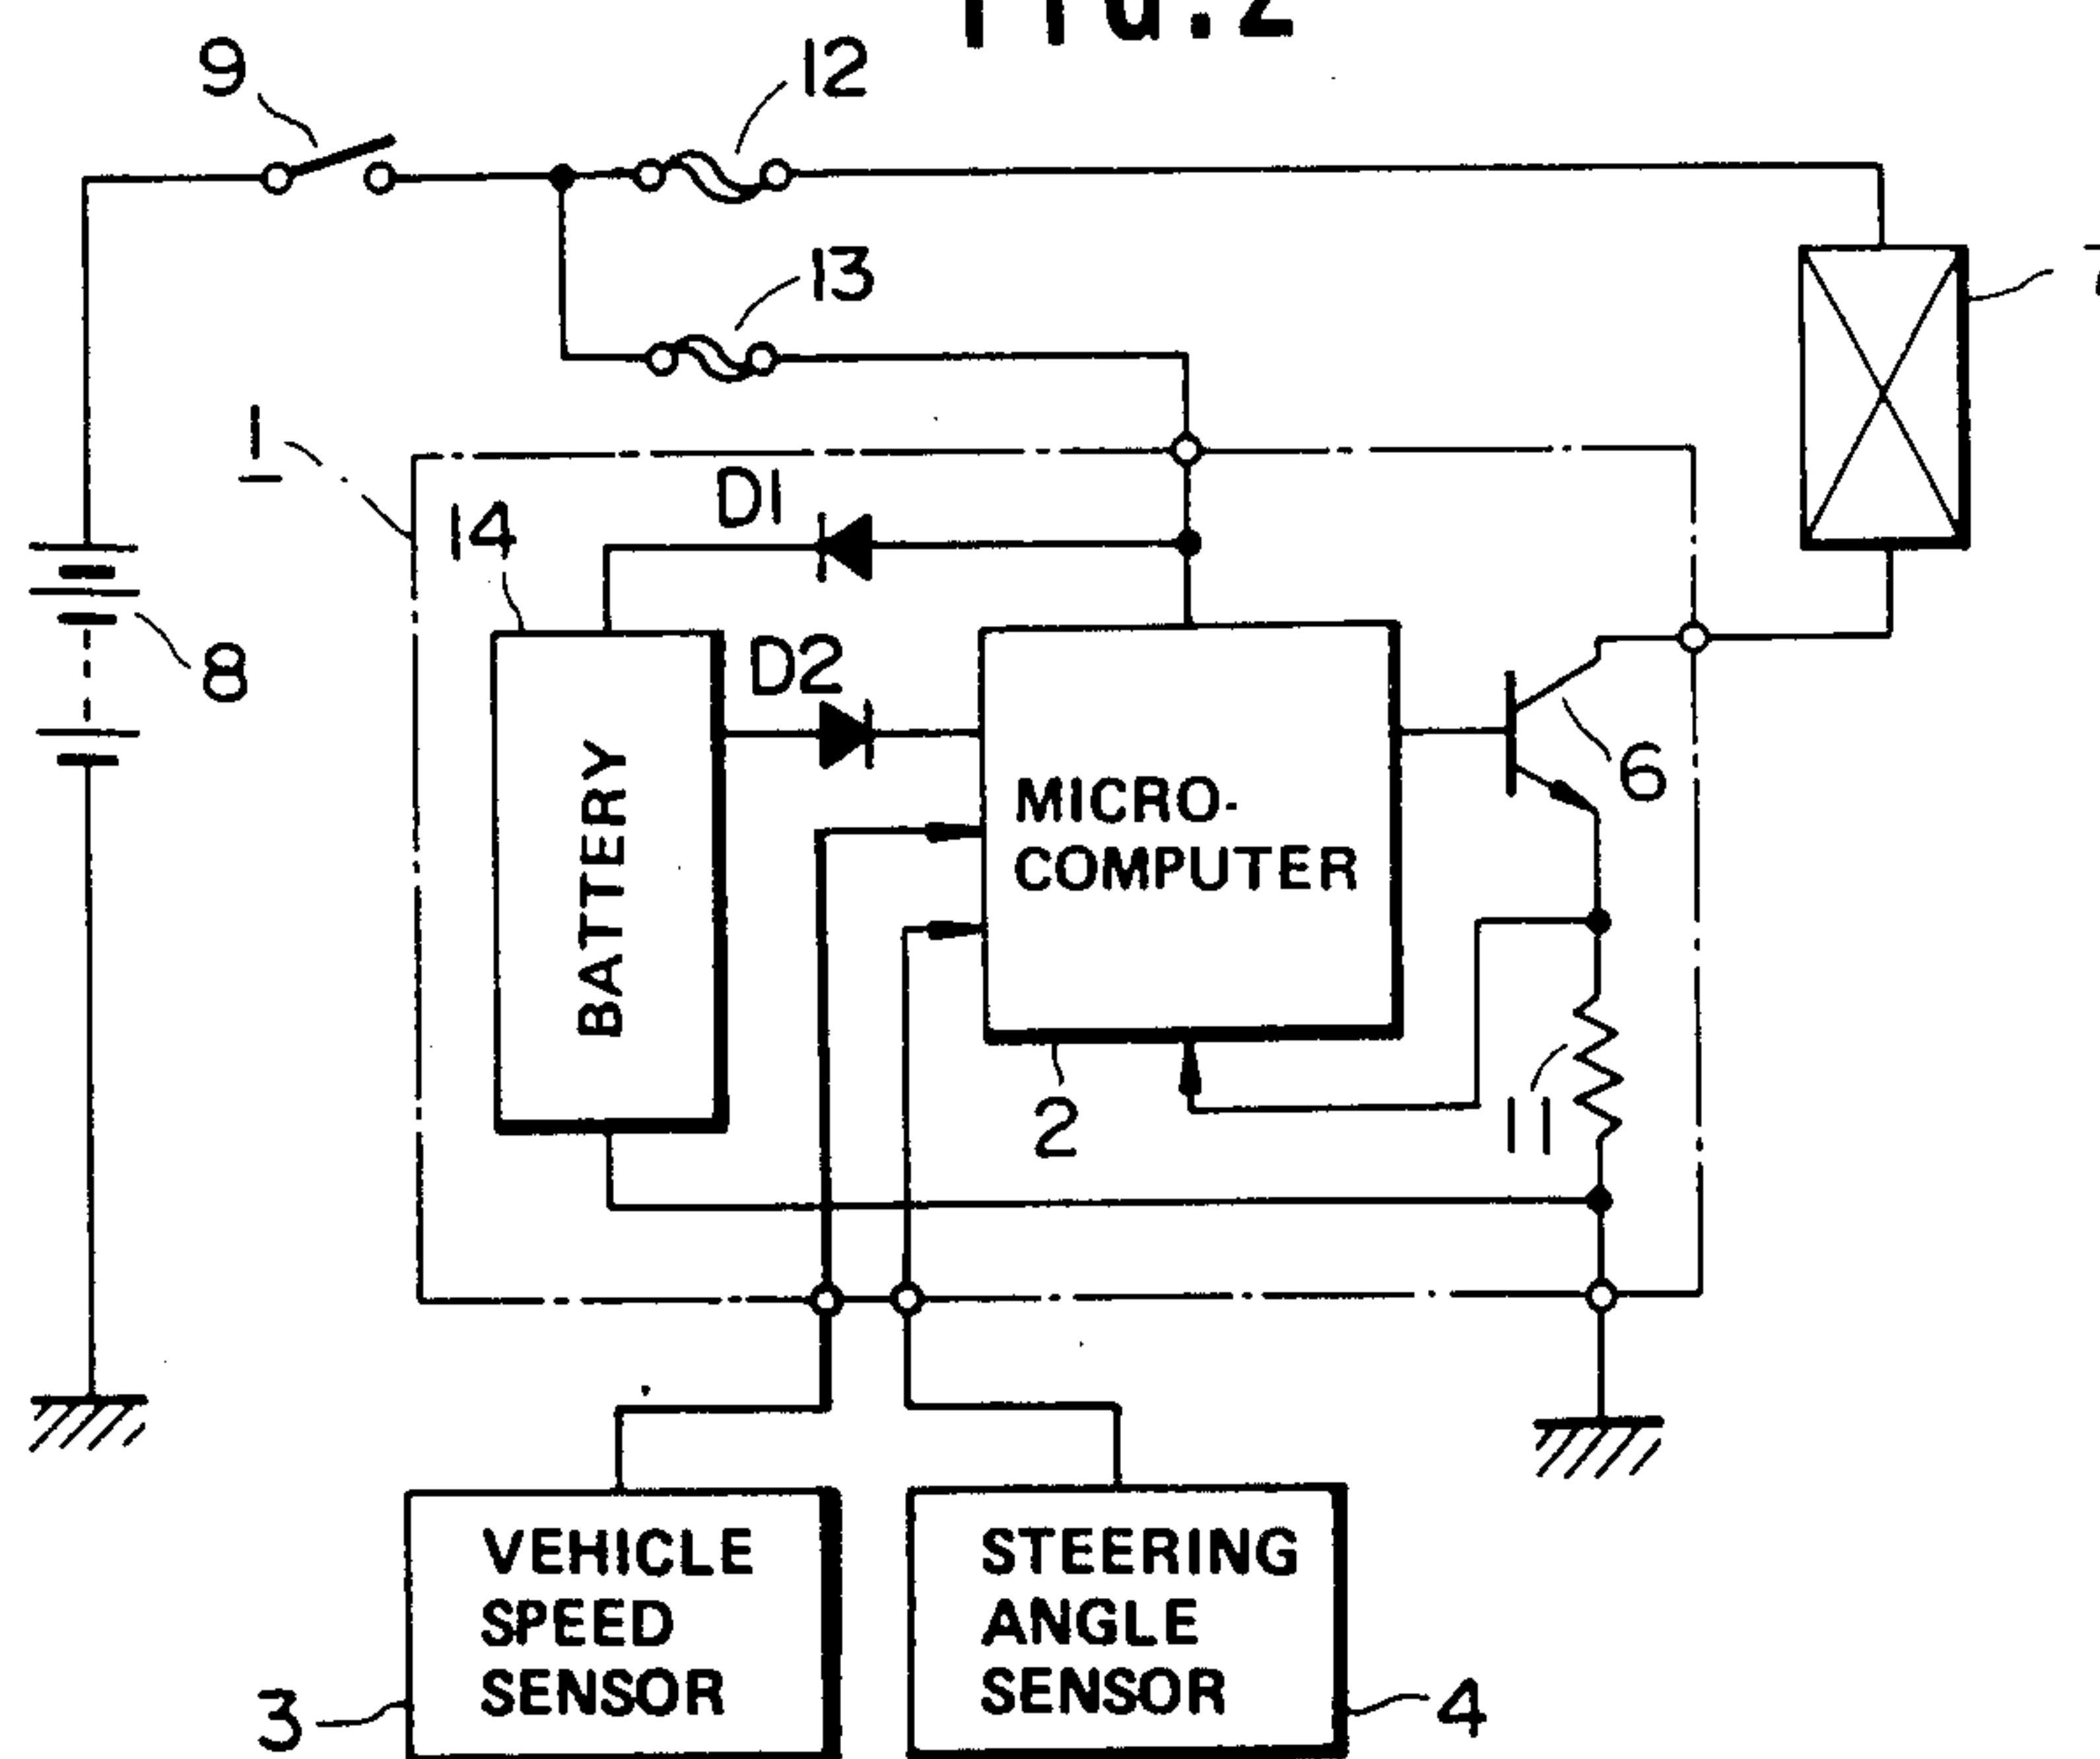 FIG.2
9
12
13
7
1
14
D1
D2
8
BATTERY
MICRO-
COMPUTER
6
2
11
VEHICLE
SPEED
SENSOR
STEERING
ANGLE
SENSOR
3
4